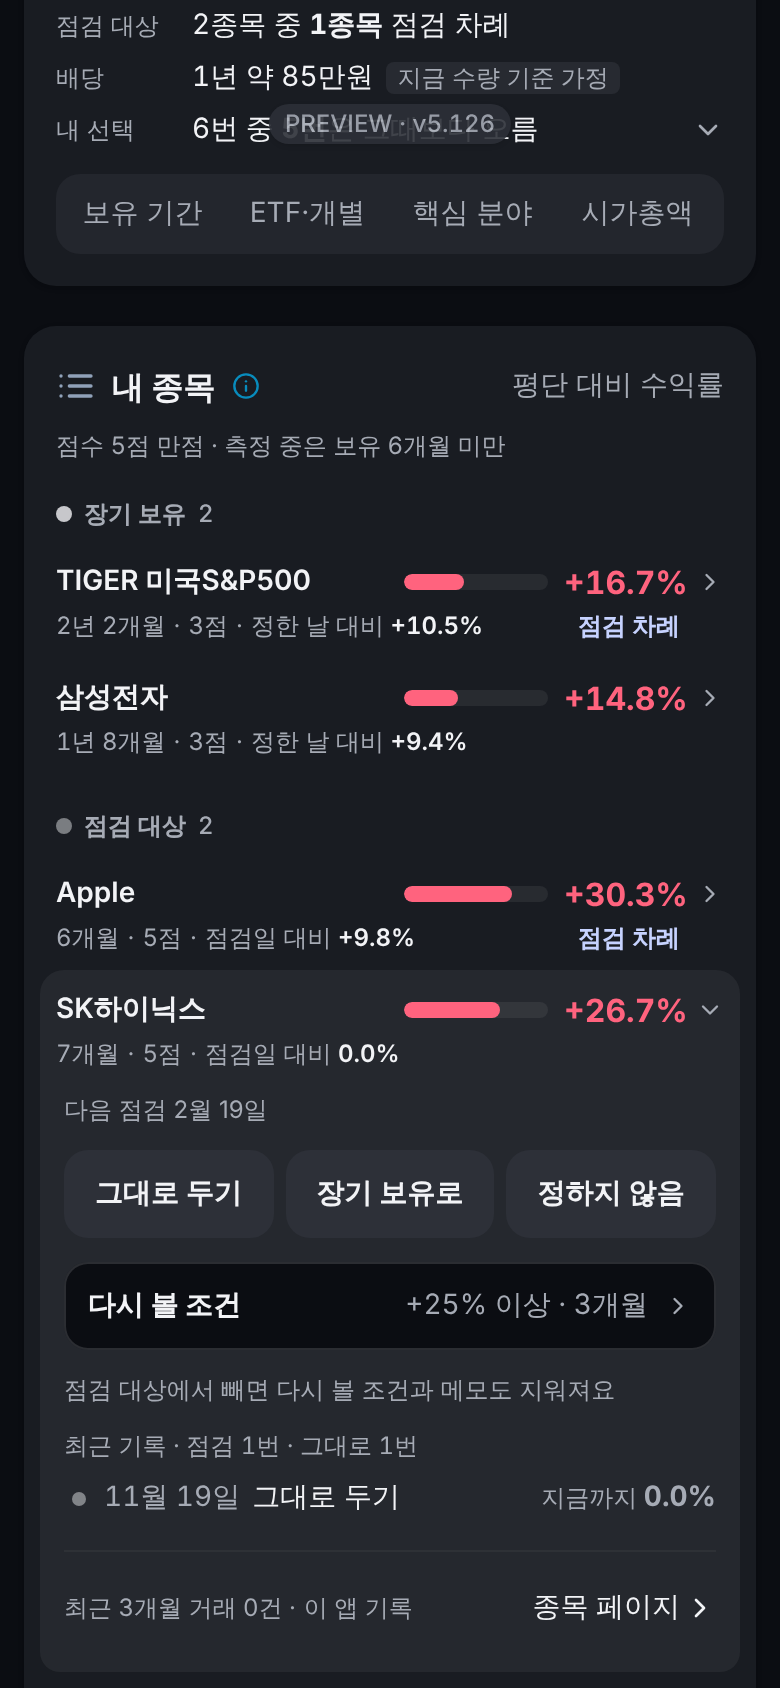 점검 대상 2종목 중 1종목 점검 차례
배당 1년 약 85만원 지금 수량 기준 가정
내 선택 6번 중 름
PREVIEW · v5.126
보유 기간 ETF·개별 핵심 분야 시가총액
내 종목 평단 대비 수익률
점수 5점 만점 · 측정 중은 보유 6개월 미만
장기 보유 2
TIGER 미국S&P500 +16.7%
2년 2개월 · 3점 · 정한 날 대비 +10.5% 점검 차례
삼성전자 +14.8%
1년 8개월 · 3점 · 정한 날 대비 +9.4%
점검 대상 2
Apple +30.3%
6개월 · 5점 · 점검일 대비 +9.8% 점검 차례
SK하이닉스 +26.7%
7개월 · 5점 · 점검일 대비 0.0%
다음 점검 2월 19일
그대로 두기 장기 보유로 정하지 않음
다시 볼 조건 +25% 이상 · 3개월
점검 대상에서 빼면 다시 볼 조건과 메모도 지워져요
최근 기록 · 점검 1번 · 그대로 1번
11월 19일 그대로 두기 지금까지 0.0%
최근 3개월 거래 0건 · 이 앱 기록 종목 페이지